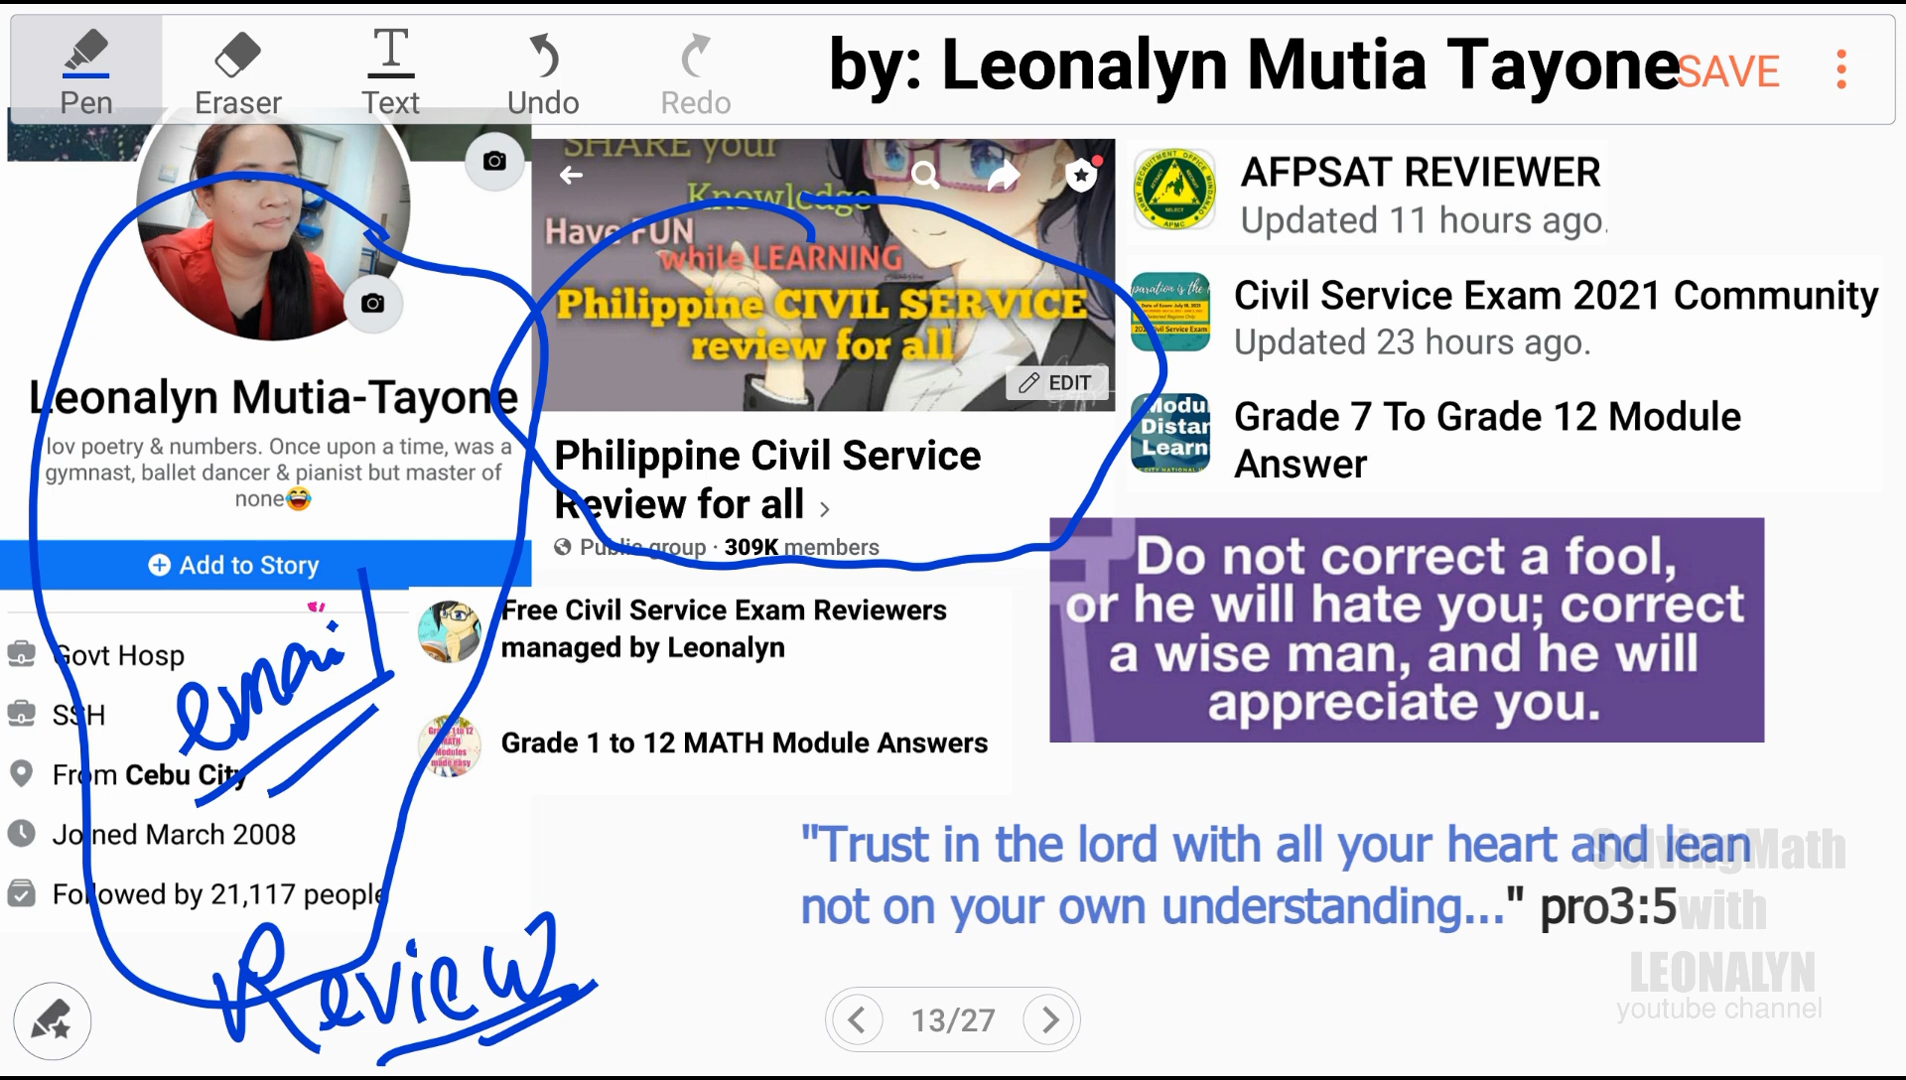 Pen
Eraser
Text
Undo
Redo
by: Leonalyn Mutia Tayone
SAVE
SHARE your
Knowledge
Have FUN
while LEARNING
Philippine CIVIL SERVICE
review for all
EDIT
Leonalyn Mutia-Tayone
lov poetry & numbers. Once upon a time, was a
gymnast, ballet dancer & pianist but master of
none😂
Add to Story
Govt Hosp
SSH
From Cebu City
Joined March 2008
Followed by 21,117 people
email
Review
Philippine Civil Service
Review for all >
Public group · 309K members
Free Civil Service Exam Reviewers
managed by Leonalyn
Grade 1 to 12 MATH Module Answers
AFPSAT REVIEWER
Updated 11 hours ago.
Civil Service Exam 2021 Community
Updated 23 hours ago.
Modu
Distan
Learn
Grade 7 To Grade 12 Module
Answer
Do not correct a fool,
or he will hate you; correct
a wise man, and he will
appreciate you.
"Trust in the lord with all your heart and lean
not on your own understanding..." pro3:5
SolvingMath
with
LEONALYN
youtube channel
13/27